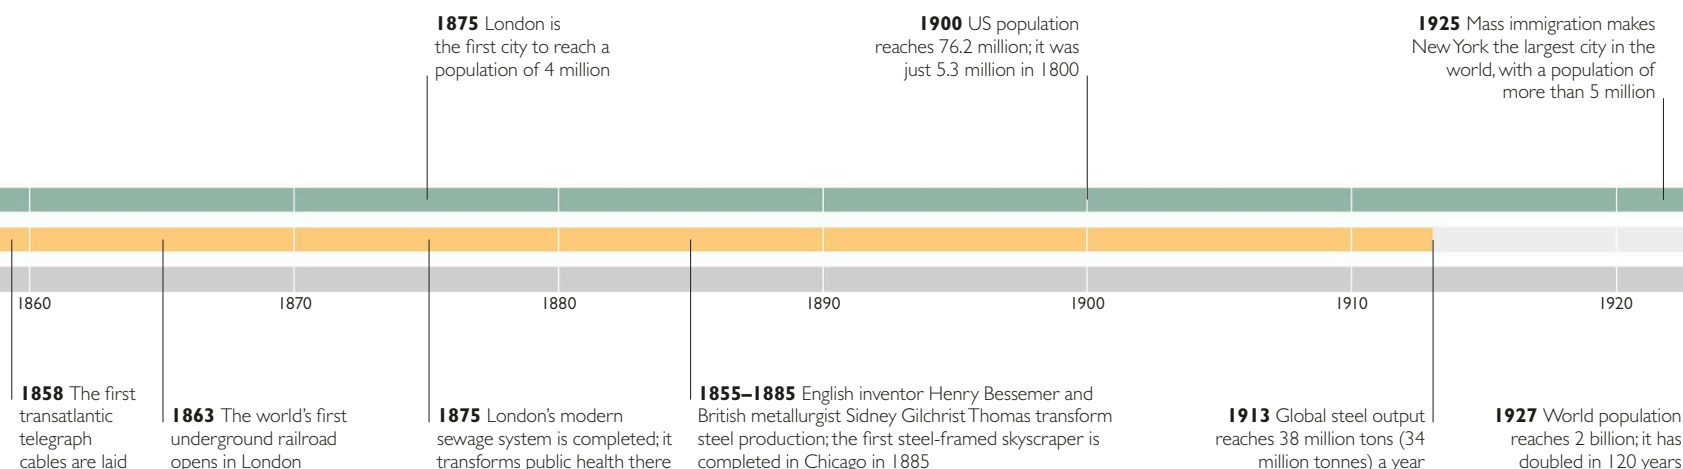 1875 London is
the first city to reach a
population of 4 million
1900 US population
reaches 76.2 million; it was
just 5.3 million in 1800
1925 Mass immigration makes
New York the largest city in the
world, with a population of
more than 5 million
1860
1870
1880
1890
1900
1910
1920
1858 The first
transatlantic
telegraph
cables are laid
1863 The world's first
underground railroad
opens in London
1875 London's modern
sewage system is completed; it
transforms public health there
1855–1885 English inventor Henry Bessemer and
British metallurgist Sidney Gilchrist Thomas transform
steel production; the first steel-framed skyscraper is
completed in Chicago in 1885
1913 Global steel output
reaches 38 million tons (34
million tonnes) a year
1927 World population
reaches 2 billion; it has
doubled in 120 years